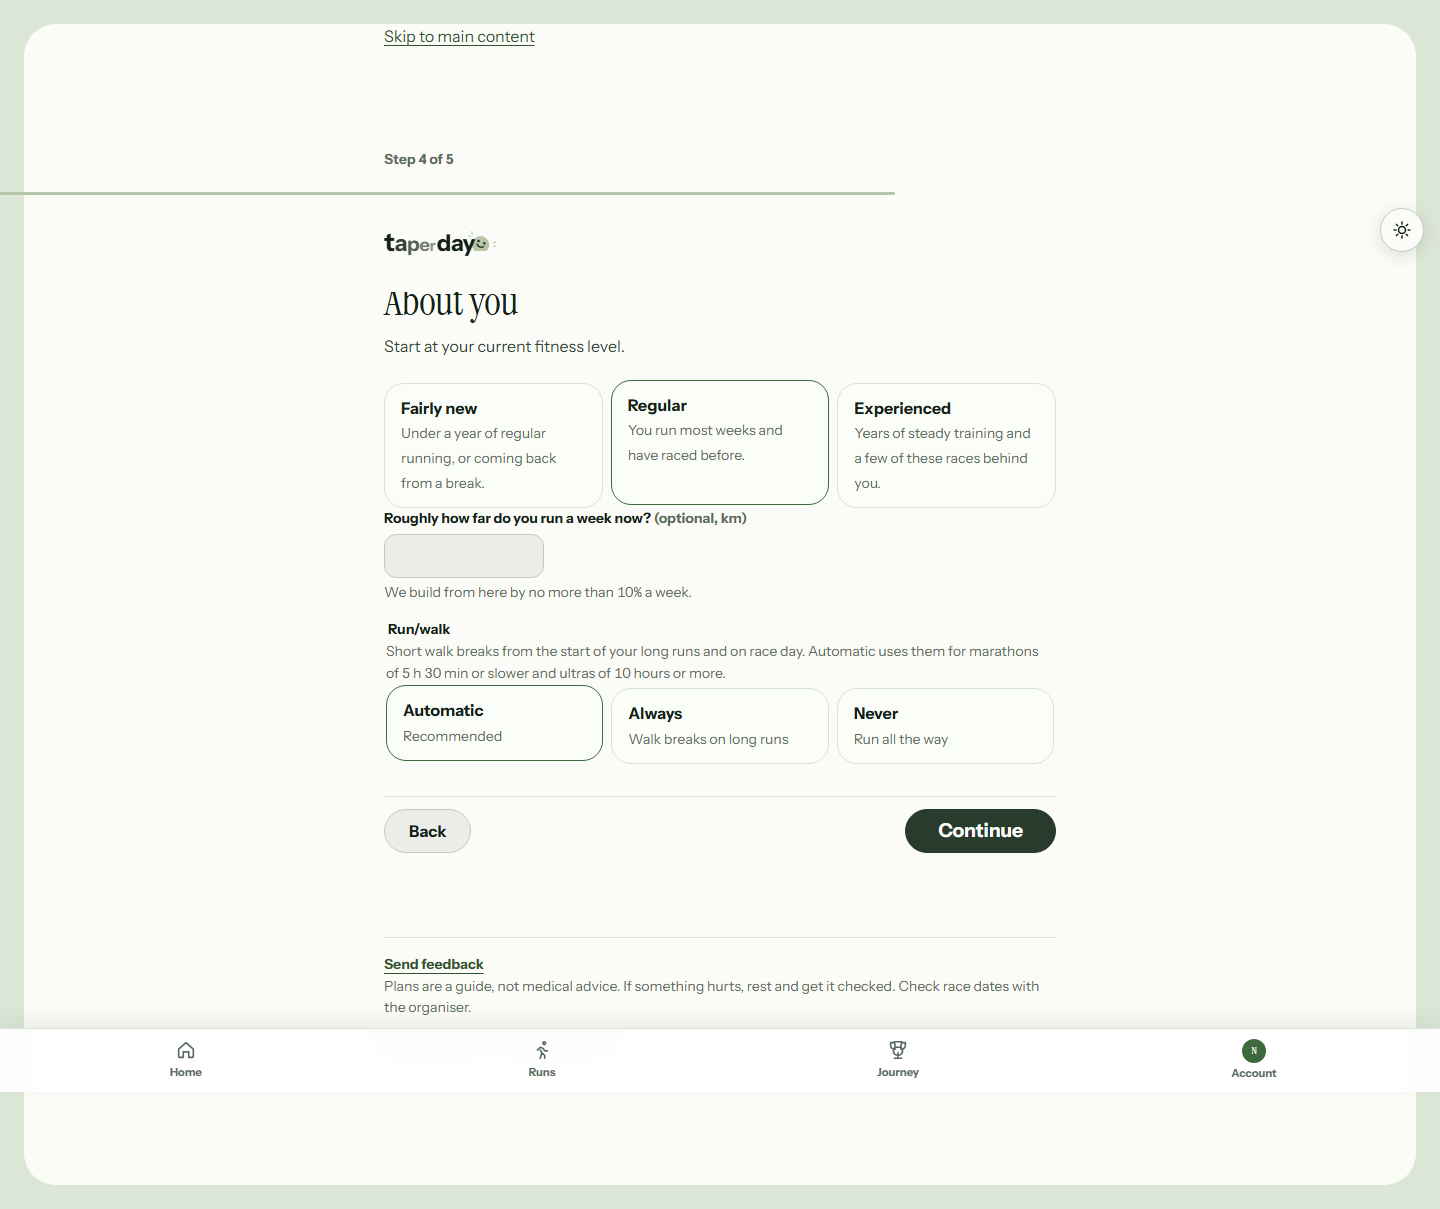 Skip to main content
Step 4 of 5
taperday
About you
Start at your current fitness level.
Fairly new
Under a year of regular
running, or coming back
from a break.
Regular
You run most weeks and
have raced before.
Experienced
Years of steady training and
a few of these races behind
you.
Roughly how far do you run a week now? (optional, km)
We build from here by no more than 10% a week.
Run/walk
Short walk breaks from the start of your long runs and on race day. Automatic uses them for marathons
of 5 h 30 min or slower and ultras of 10 hours or more.
Automatic
Recommended
Always
Walk breaks on long runs
Never
Run all the way
Back
Continue
Send feedback
Plans are a guide, not medical advice. If something hurts, rest and get it checked. Check race dates with
the organiser.
Home
Runs
Journey
N
Account